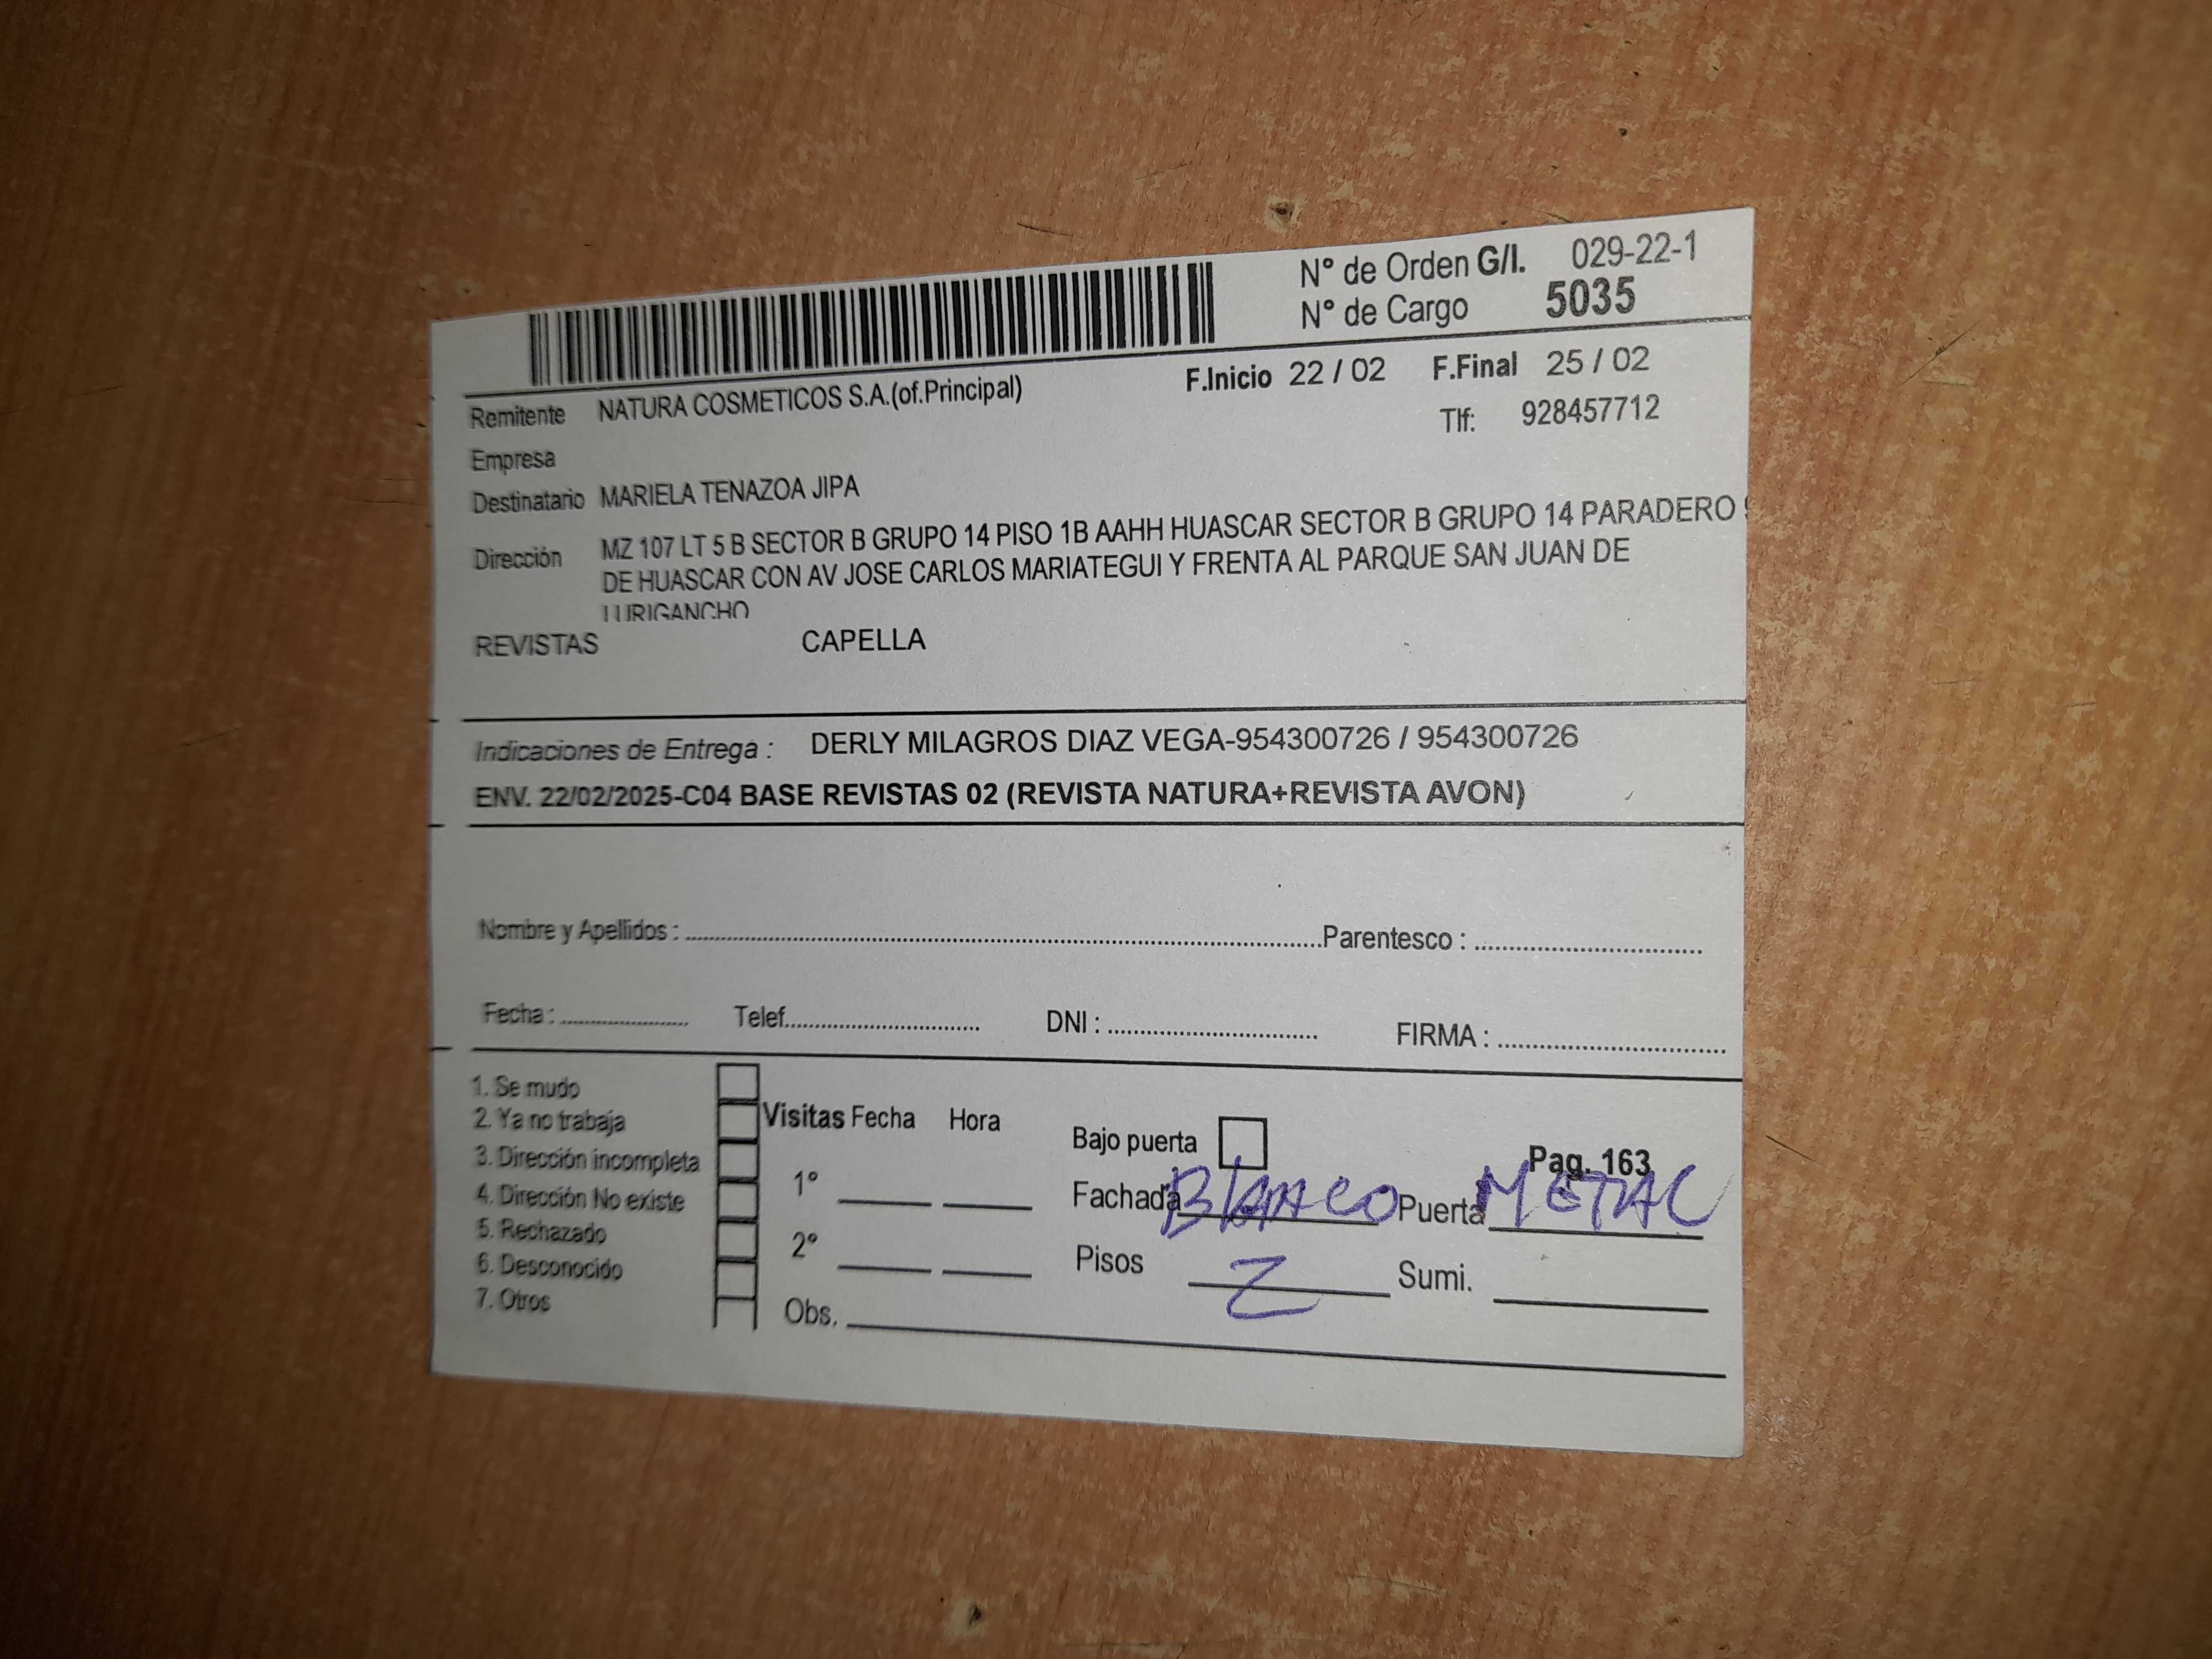 N° de Orden G/I. 029-22-1
N° de Cargo 5035
F.Inicio 22 / 02 F.Final 25 / 02
Remitente NATURA COSMETICOS S.A.(of.Principal)
Tlf: 928457712
Empresa
Destinatario MARIELA TENAZOA JIPA
Dirección MZ 107 LT 5 B SECTOR B GRUPO 14 PISO 1B AAHH HUASCAR SECTOR B GRUPO 14 PARADERO
DE HUASCAR CON AV JOSE CARLOS MARIATEGUI Y FRENTA AL PARQUE SAN JUAN DE
LURIGANCHO
REVISTAS CAPELLA
Indicaciones de Entrega : DERLY MILAGROS DIAZ VEGA-954300726 / 954300726
ENV. 22/02/2025-C04 BASE REVISTAS 02 (REVISTA NATURA+REVISTA AVON)
Nombre y Apellidos : Parentesco :
Fecha : Telef. DNI : FIRMA :
1. Se mudo
2. Ya no trabaja
3. Dirección incompleta
4. Dirección No existe
5. Rechazado
6. Desconocido
7. Otros
Visitas Fecha Hora
1°
2°
Obs.
Bajo puerta
Pag. 163
Fachada BLANCO Puerta METAL
Pisos 2 Sumi.